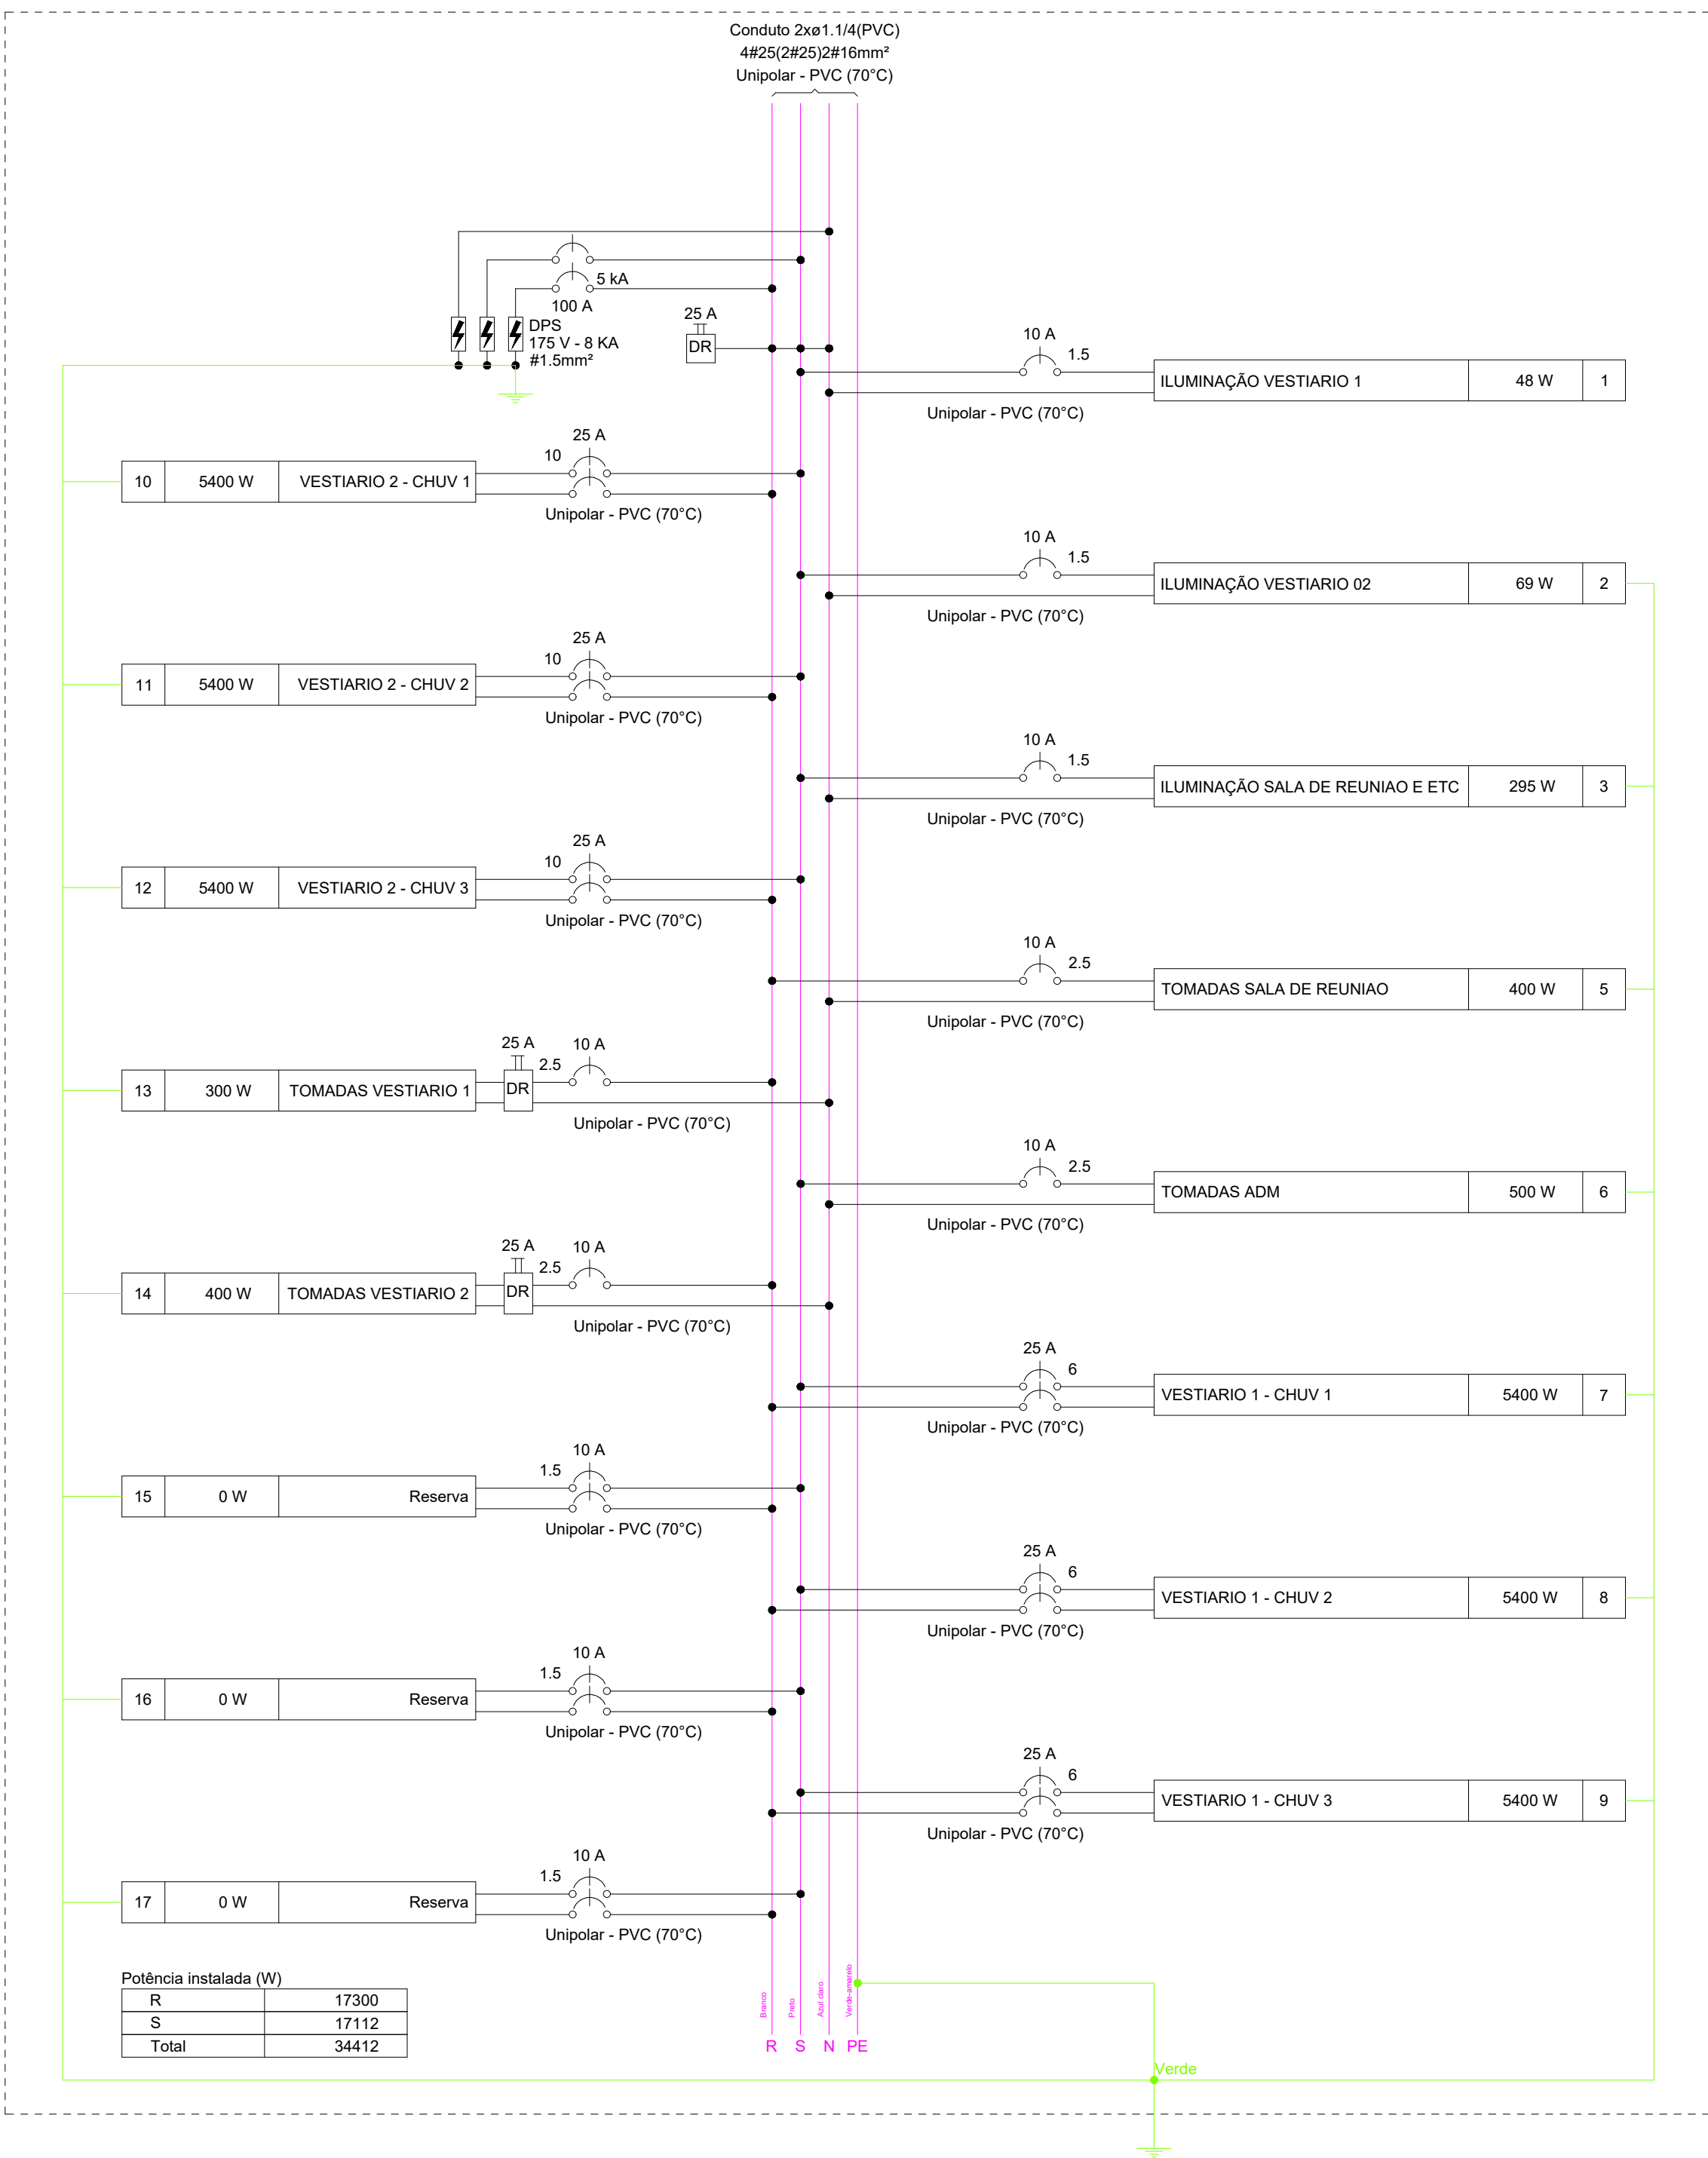 Conduto 2xø1.1/4(PVC)
4#25(2#25)2#16mm²
Unipolar - PVC (70°C)
5 kA
100 A
DPS
175 V - 8 KA
#1.5mm²
25 A
DR
10 A
1.5
ILUMINAÇÃO VESTIARIO 1 48 W 1
Unipolar - PVC (70°C)
25 A
10
10 5400 W VESTIARIO 2 - CHUV 1
Unipolar - PVC (70°C)
10 A
1.5
ILUMINAÇÃO VESTIARIO 02 69 W 2
Unipolar - PVC (70°C)
25 A
10
11 5400 W VESTIARIO 2 - CHUV 2
Unipolar - PVC (70°C)
10 A
1.5
ILUMINAÇÃO SALA DE REUNIAO E ETC 295 W 3
Unipolar - PVC (70°C)
25 A
10
12 5400 W VESTIARIO 2 - CHUV 3
Unipolar - PVC (70°C)
10 A
2.5
TOMADAS SALA DE REUNIAO 400 W 5
Unipolar - PVC (70°C)
25 A
10 A
2.5
13 300 W TOMADAS VESTIARIO 1 DR
Unipolar - PVC (70°C)
10 A
2.5
TOMADAS ADM 500 W 6
Unipolar - PVC (70°C)
25 A
10 A
2.5
14 400 W TOMADAS VESTIARIO 2 DR
Unipolar - PVC (70°C)
25 A
6
VESTIARIO 1 - CHUV 1 5400 W 7
Unipolar - PVC (70°C)
10 A
1.5
15 0 W Reserva
Unipolar - PVC (70°C)
25 A
6
VESTIARIO 1 - CHUV 2 5400 W 8
Unipolar - PVC (70°C)
10 A
1.5
16 0 W Reserva
Unipolar - PVC (70°C)
25 A
6
VESTIARIO 1 - CHUV 3 5400 W 9
Unipolar - PVC (70°C)
10 A
1.5
17 0 W Reserva
Unipolar - PVC (70°C)
Potência instalada (W)
R 17300
S 17112
Total 34412
Branco
Preto
Azul claro
Verde-amarelo
R S N PE
Verde